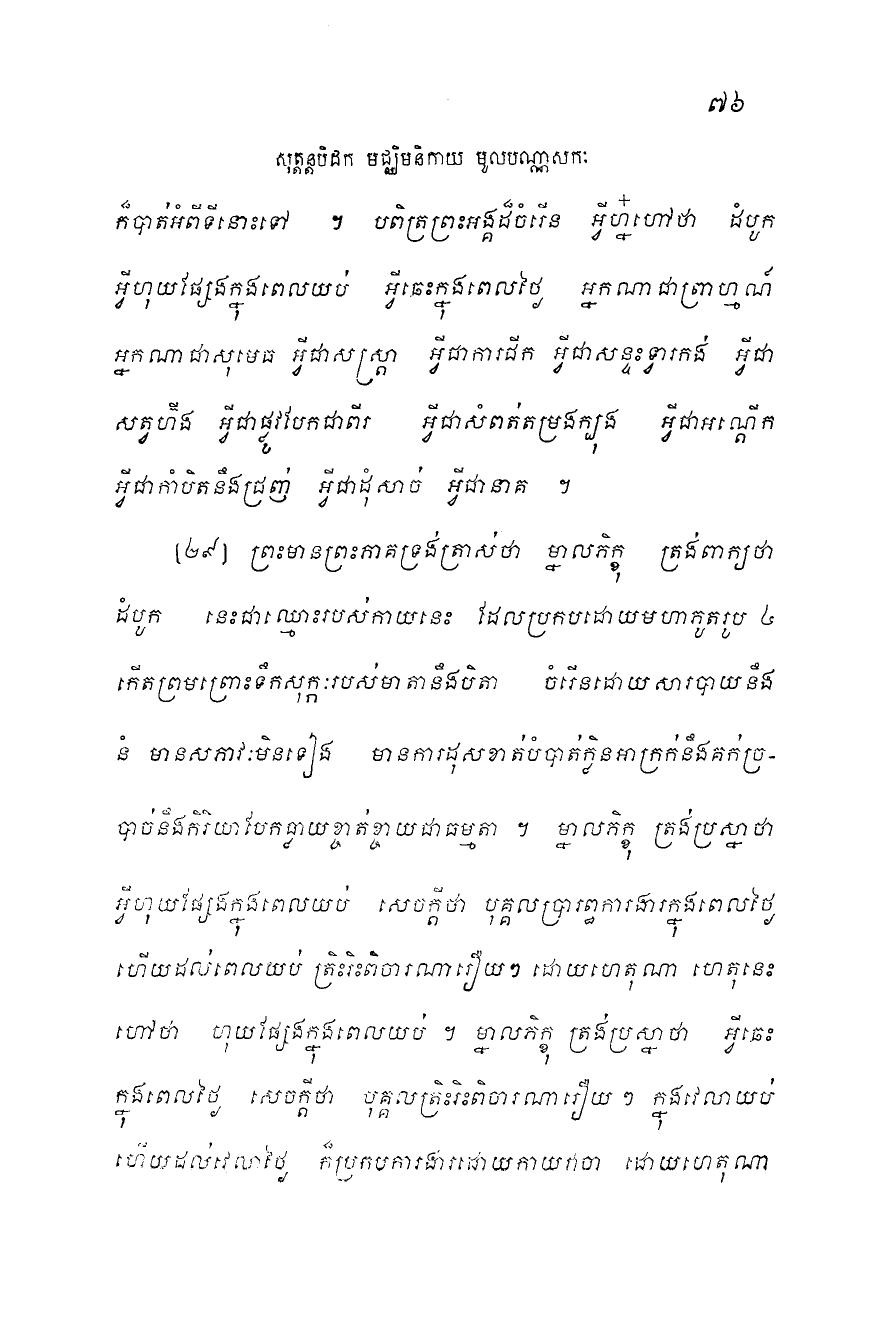 ៧៦
សុត្តន្តបិដក មជ្ឈិមនិកាយ មូលបណ្ណាសកៈ
ក៏បាត់អំពីទីនោះទៅ ។ បពិត្រព្រះអង្គដ៏ចំរើន អ្វីហ្ន៎ហៅថា ដំបូក
អ្វីហុយផ្សែងក្នុងពេលយប់ អ្វីឆេះក្នុងពេលថ្ងៃ អ្នកណាជាព្រាហ្មណ៍
អ្នកណាជាសុមេធ អ្វីជាសស្ត្រា អ្វីជាការជីក អ្វីជាសន្ទះទ្វារកង់ អ្វីជា
សត្វហ៊ីង អ្វីជាផ្លូវបែកជាពីរ អ្វីជាសំពត់តម្រងក្បុង អ្វីជាអណ្តើក
អ្វីជាកាំបិតនឹងជ្រញ់ អ្វីជាដុំសាច់ អ្វីជានាគ ។
[២៩] ព្រះមានព្រះភាគទ្រង់ត្រាស់ថា ម្នាលភិក្ខុ ត្រង់ពាក្យថា
ដំបូក នេះជាឈ្មោះរបស់កាយនេះ ដែលប្រកបដោយមហាភូតរូប ៤
កើតព្រមព្រោះទឹកសុក្កៈរបស់មាតានឹងបិតា ចំរើនដោយសារបាយនឹង
នំ មានសភាវៈមិនទៀង មានការដុសខាត់បំបាត់ក្លិនអាក្រក់នឹងគក់ច្រ-
បាច់នឹងកិរិយាបែកធ្លាយខ្ចាត់ខ្ចាយជាធម្មតា ។ ម្នាលភិក្ខុ ត្រង់ប្រស្នាថា
អ្វីហុយផ្សែងក្នុងពេលយប់ សេចក្តីថា បុគ្គលប្រារព្ធការងារក្នុងពេលថ្ងៃ
ហើយដល់ពេលយប់ ត្រិះរិះពិចារណារឿយៗ ដោយហេតុណា ហេតុនេះ
ហៅថា ហុយផ្សែងក្នុងពេលយប់ ។ ម្នាលភិក្ខុ ត្រង់ប្រស្នាថា អ្វីឆេះ
ក្នុងពេលថ្ងៃ សេចក្តីថា បុគ្គលត្រិះរិះពិចារណារឿយ ៗ ក្នុងវេលាយប់
ហើយដល់វេលាថ្ងៃ ក៏ប្រកបការងារដោយកាយវាចា ដោយហេតុណា